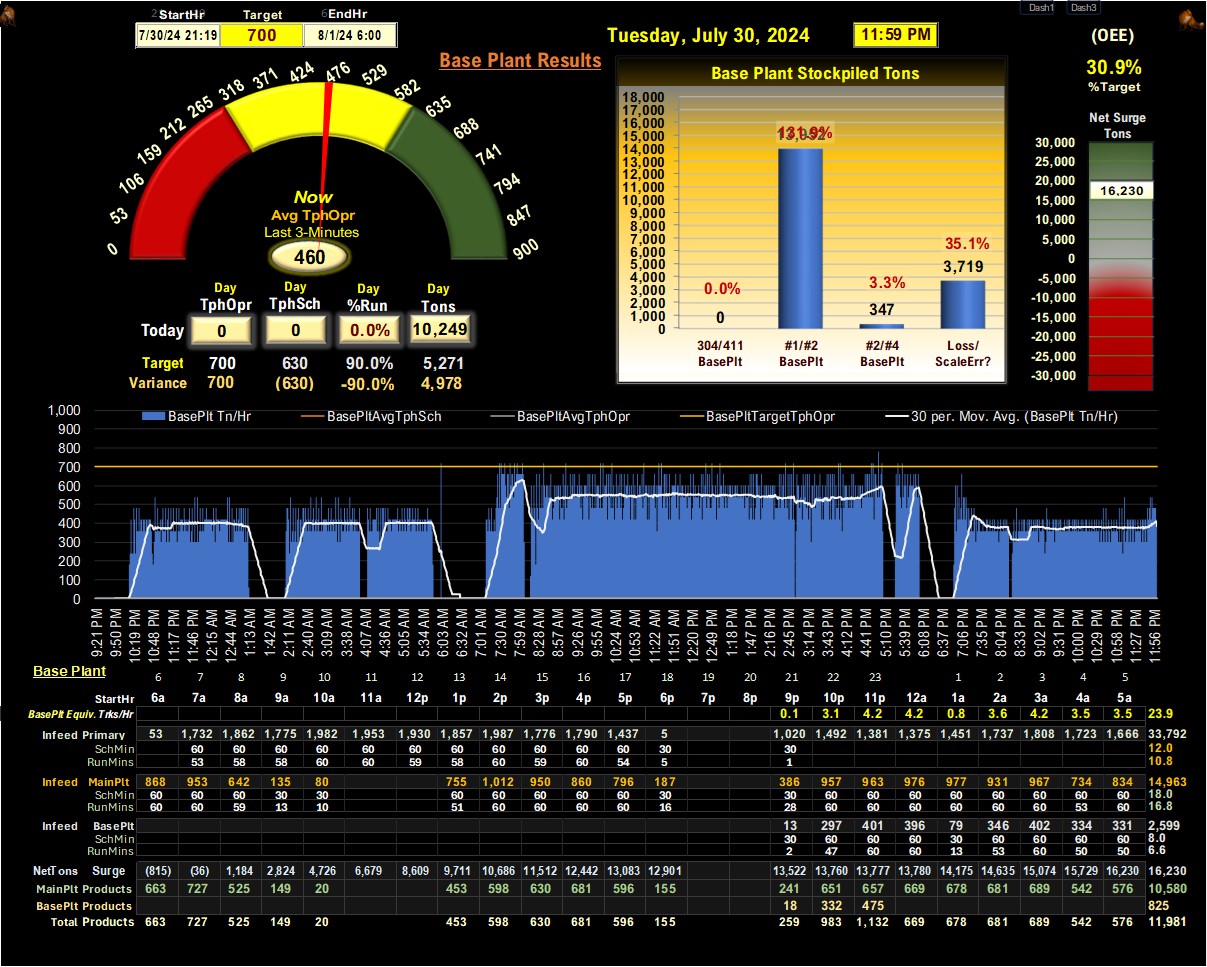 StartHr Target EndHr
7/30/24 21:19 700 8/1/24 6:00
Tuesday, July 30, 2024 11:59 PM
Dash1 Dash3
(OEE)
30.9%
%Target
Base Plant Results
0 53 106 159 212 265 318 371 424 476 529 582 635 688 741 794 847 900
Now
Avg TphOpr
Last 3-Minutes
460
Day Day Day Day
TphOpr TphSch %Run Tons
Today 0 0 0.0% 10,249
Target 700 630 90.0% 5,271
Variance 700 (630) -90.0% 4,978
Base Plant Stockpiled Tons
18,000
17,000
16,000
15,000
14,000
13,000
12,000
11,000
10,000
9,000
8,000
7,000
6,000
5,000
4,000
3,000
2,000
1,000
0
131.9%
0.0% 3.3% 35.1%
0 347 3,719
304/411 #1/#2 #2/#4 Loss/
BasePlt BasePlt BasePlt ScaleErr?
Net Surge
Tons
30,000
25,000
20,000
16,230
15,000
10,000
5,000
0
-5,000
-10,000
-15,000
-20,000
-25,000
-30,000
BasePlt Tn/Hr BasePltAvgTphSch BasePltAvgTphOpr BasePltTargetTphOpr 30 per. Mov. Avg. (BasePlt Tn/Hr)
1,000
900
800
700
600
500
400
300
200
100
0
9:21 PM 9:50 PM 10:19 PM 10:48 PM 11:17 PM 11:46 PM 12:15 AM 12:44 AM 1:13 AM 1:42 AM 2:11 AM 2:40 AM 3:09 AM 3:38 AM 4:07 AM 4:36 AM 5:05 AM 5:34 AM 6:03 AM 6:32 AM 7:01 AM 7:30 AM 7:59 AM 8:28 AM 8:57 AM 9:26 AM 9:55 AM 10:24 AM 10:53 AM 11:22 AM 11:51 AM 12:20 PM 12:49 PM 1:18 PM 1:47 PM 2:16 PM 2:45 PM 3:14 PM 3:43 PM 4:12 PM 4:41 PM 5:10 PM 5:39 PM 6:08 PM 6:37 PM 7:06 PM 7:35 PM 8:04 PM 8:33 PM 9:02 PM 9:31 PM 10:00 PM 10:29 PM 10:58 PM 11:27 PM 11:56 PM
Base Plant
6 7 8 9 10 11 12 13 14 15 16 17 18 19 20 21 22 23 1 2 3 4 5
StartHr 6a 7a 8a 9a 10a 11a 12p 1p 2p 3p 4p 5p 6p 7p 8p 9p 10p 11p 12a 1a 2a 3a 4a 5a
BasePlt Equiv. Trks/Hr 0.1 3.1 4.2 4.2 0.8 3.6 4.2 3.5 3.5 23.9
Infeed Primary 53 1,732 1,862 1,775 1,982 1,953 1,930 1,857 1,987 1,776 1,790 1,437 5 1,020 1,492 1,381 1,375 1,451 1,737 1,808 1,723 1,666 33,792
SchMin 60 60 60 60 60 60 60 60 60 60 60 30 30 12.0
RunMins 53 58 58 60 60 59 58 60 59 60 54 5 1 10.8
Infeed MainPlt 868 953 642 135 80 755 1,012 950 860 796 187 386 957 963 976 977 931 967 734 834 14,963
SchMin 60 60 60 30 30 60 60 60 60 60 30 30 60 60 60 60 60 60 60 60 18.0
RunMins 60 60 59 13 10 51 60 60 60 60 16 28 60 60 60 60 60 60 53 60 16.8
Infeed BasePlt 13 297 401 396 79 346 402 334 331 2,599
SchMin 30 60 60 60 30 60 60 60 60 8.0
RunMins 2 47 60 60 13 53 60 50 50 6.6
NetTons Surge (815) (36) 1,184 2,824 4,726 6,679 8,609 9,711 10,686 11,512 12,442 13,083 12,901 13,522 13,760 13,777 13,780 14,175 14,635 15,074 15,729 16,230 16,230
MainPlt Products 663 727 525 149 20 453 598 630 681 596 155 241 651 657 669 678 681 689 542 576 10,580
BasePlt Products 18 332 475 825
Total Products 663 727 525 149 20 453 598 630 681 596 155 259 983 1,132 669 678 681 689 542 576 11,981